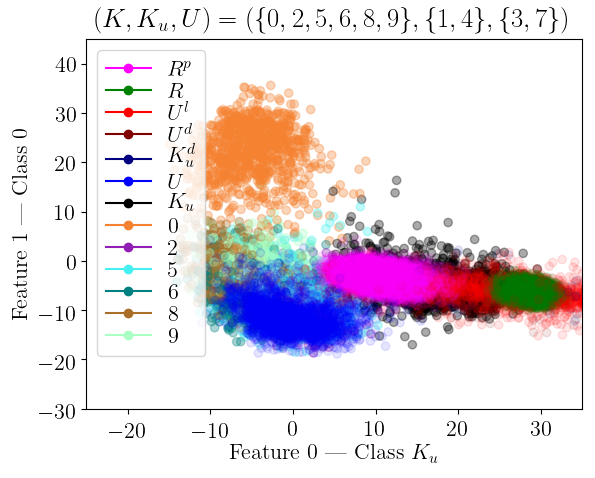 (K, K_u, U) = ({0, 2, 5, 6, 8, 9}, {1, 4}, {3, 7})
Feature 1 — Class 0
40
30
20
10
0
−10
−20
−30
R^p
R
U^l
U^d
K_u^d
U
K_u
0
2
5
6
8
9
−20
−10
0
10
20
30
Feature 0 — Class K_u